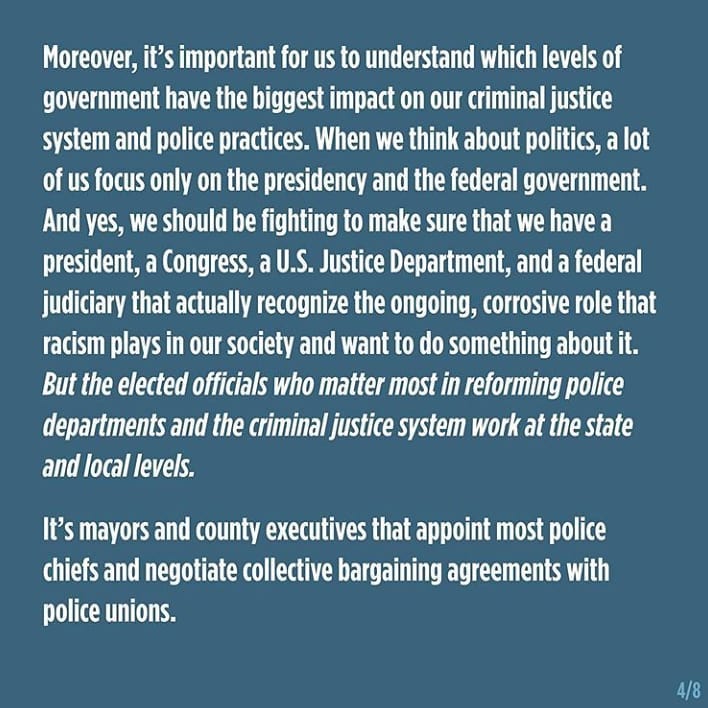 Moreover, it's important for us to understand which levels of
government have the biggest impact on our criminal justice
system and police practices. When we think about politics, a lot
of us focus only on the presidency and the federal government.
And yes, we should be fighting to make sure that we have a
president, a Congress, a U.S. Justice Department, and a federal
judiciary that actually recognize the ongoing, corrosive role that
racism plays in our society and want to do something about it.
But the elected officials who matter most in reforming police
departments and the criminal justice system work at the state
and local levels.
It's mayors and county executives that appoint most police
chiefs and negotiate collective bargaining agreements with
police unions.
4/8